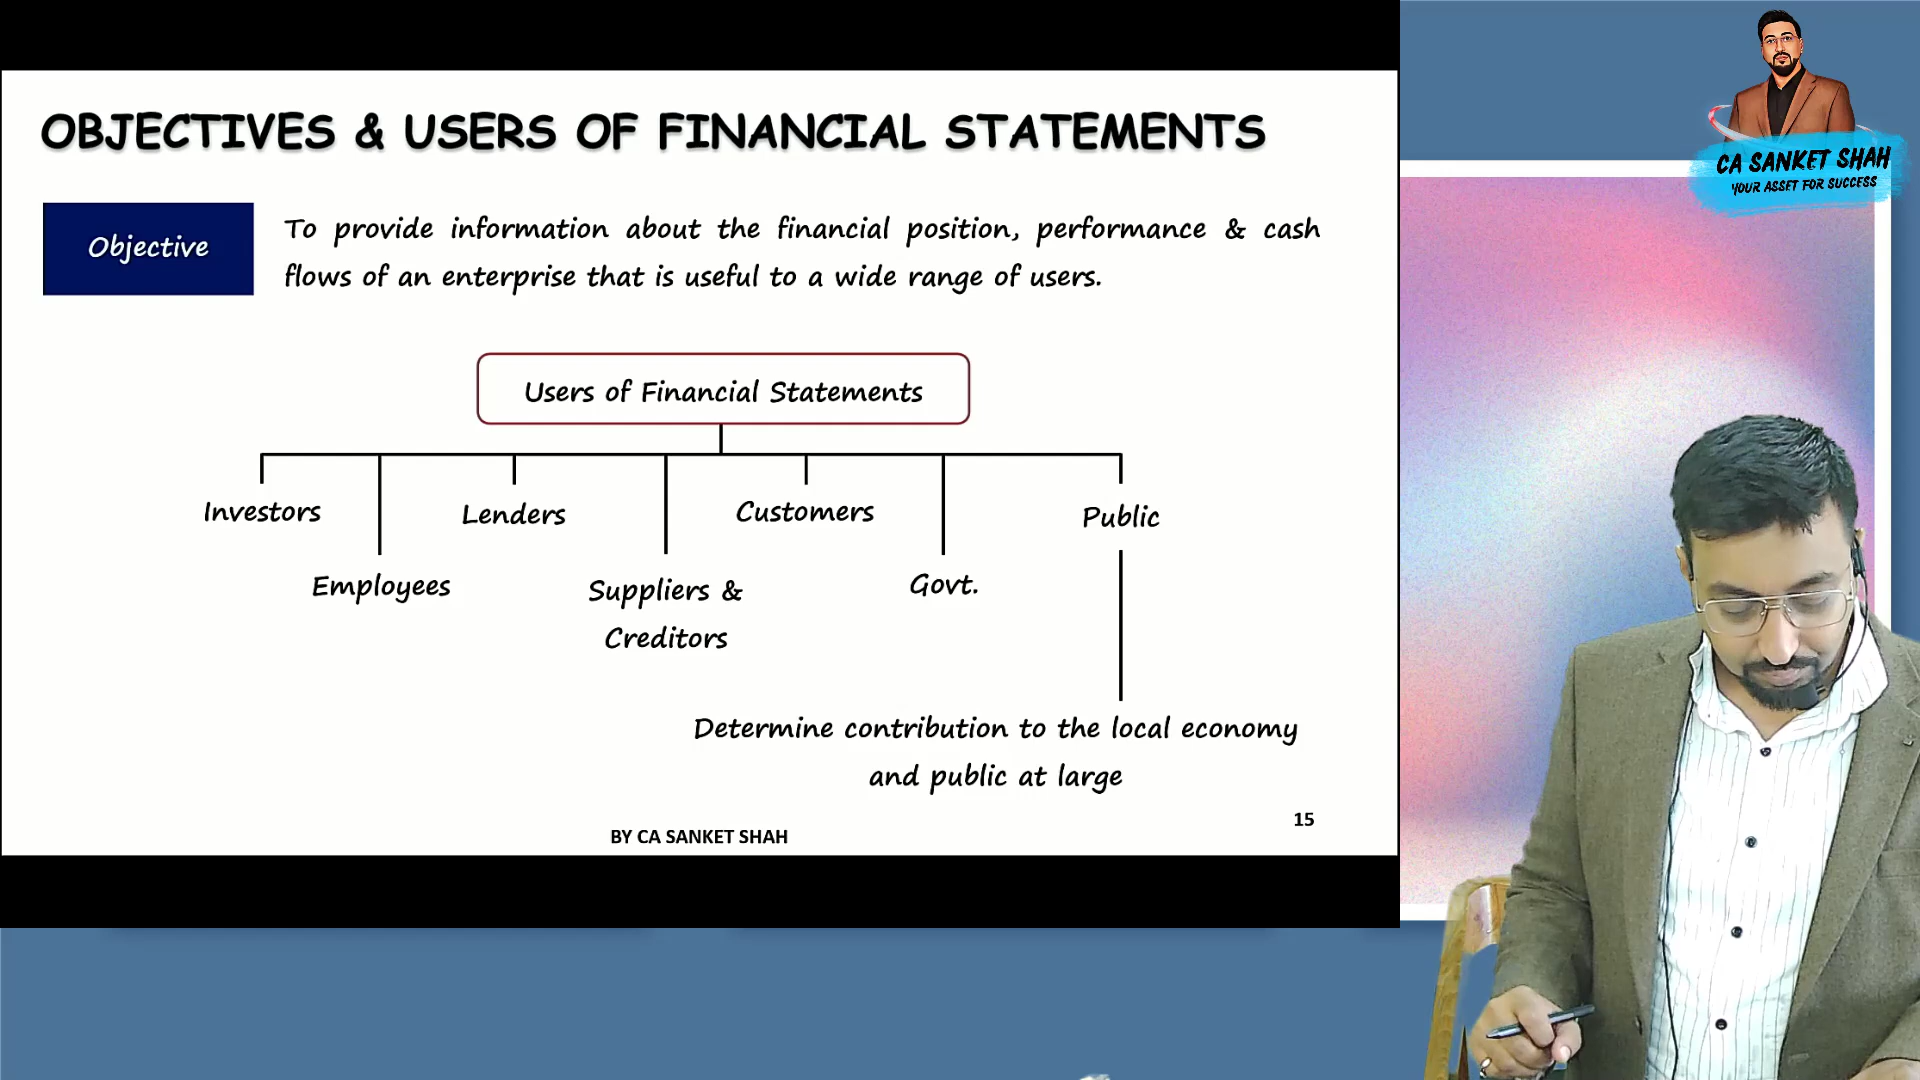 OBJECTIVES & USERS OF FINANCIAL STATEMENTS
Objective
To provide information about the financial position, performance & cash
flows of an enterprise that is useful to a wide range of users.
Users of Financial Statements
Investors
Lenders
Customers
Public
Employees
Suppliers &
Creditors
Govt.
Determine contribution to the local economy
and public at large
15
BY CA SANKET SHAH
CA SANKET SHAH
YOUR ASSET FOR SUCCESS